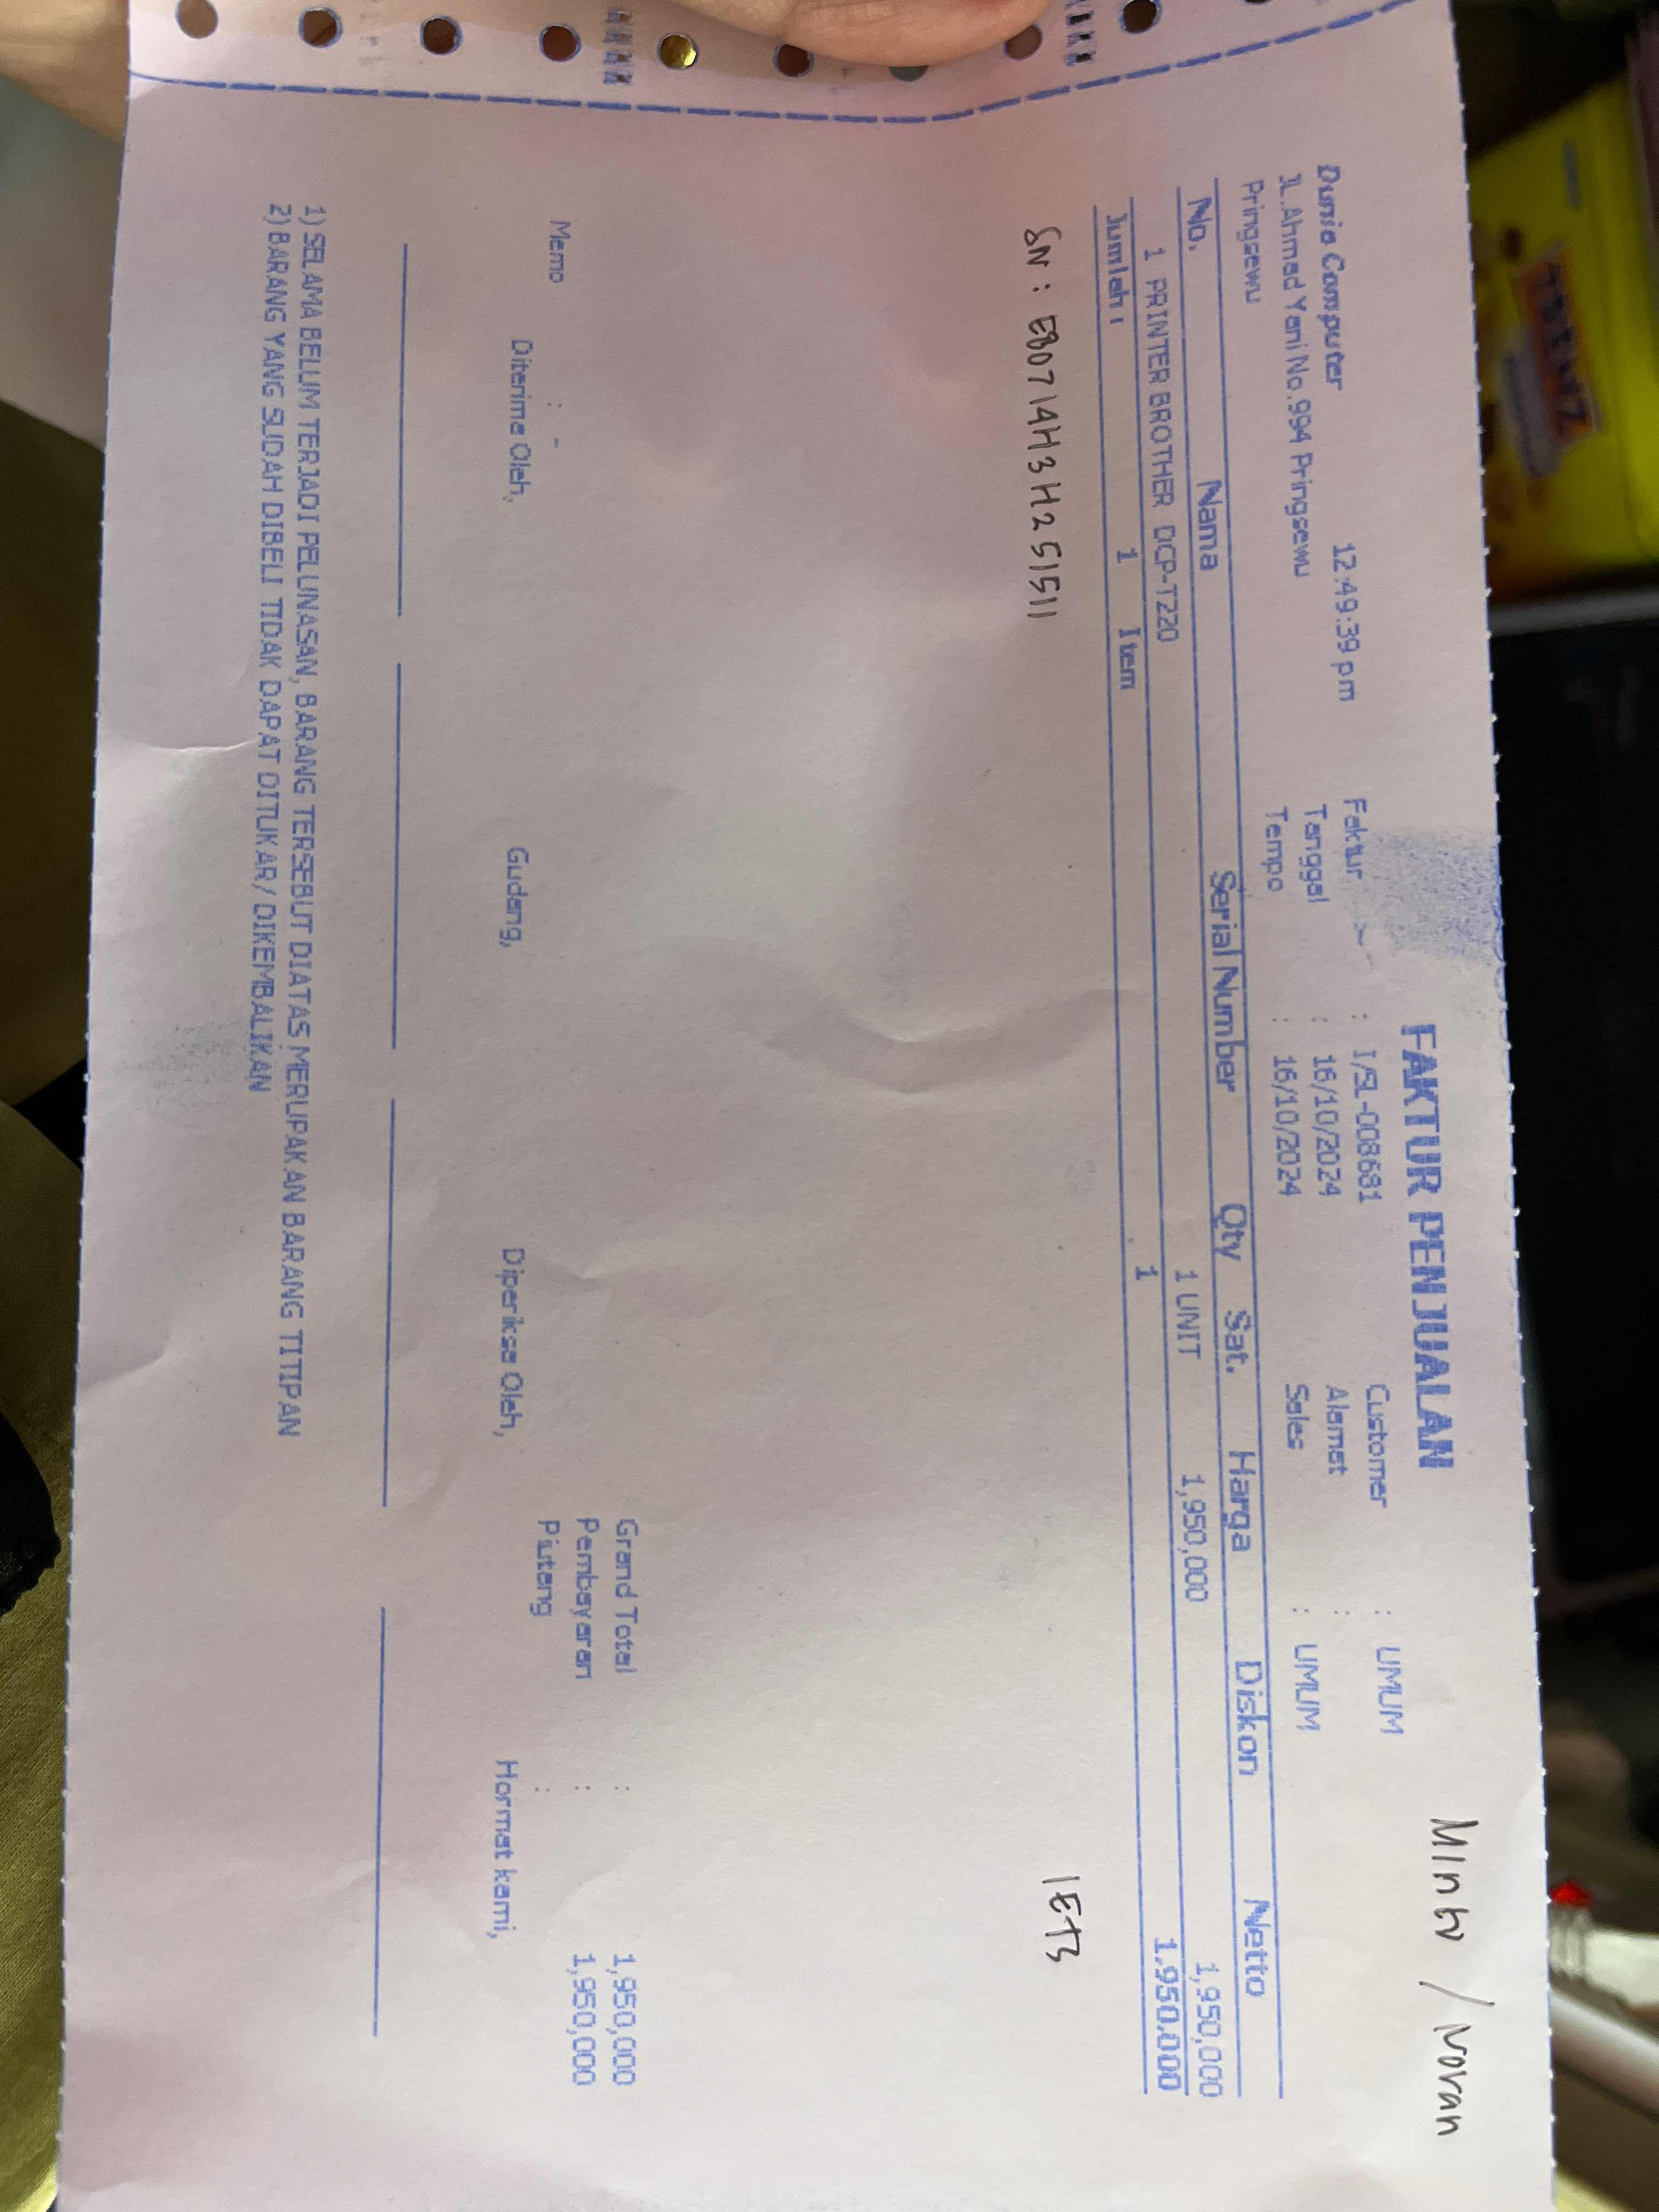 FAKTUR PENJUALAN
Minty / Novan
Dunia Computer 12:49:39 pm Faktur : I/SL-008681 Customer : UMUM
JL.Ahmad Yani No.994 Pringsewu Tanggal : 16/10/2024 Alamat :
Pringsewu Tempo : 16/10/2024 Sales : UMUM
No. Nama Serial Number Qty Sat. Harga Diskon Netto
1 PRINTER BROTHER DCP-T220 1 UNIT 1,950,000 1,950,000
Jumlah : 1 Item 1 1,950,000
SN : E80714H3H251511
Grand Total : 1,950,000
Memo : - Pembayaran : 1,950,000
Piutang :
Diterima Oleh, Gudang, Diperiksa Oleh, Hormat kami,
1) SELAMA BELUM TERJADI PELUNASAN, BARANG TERSEBUT DIATAS MERUPAKAN BARANG TITIPAN
2) BARANG YANG SUDAH DIBELI TIDAK DAPAT DITUKAR/ DIKEMBALIKAN